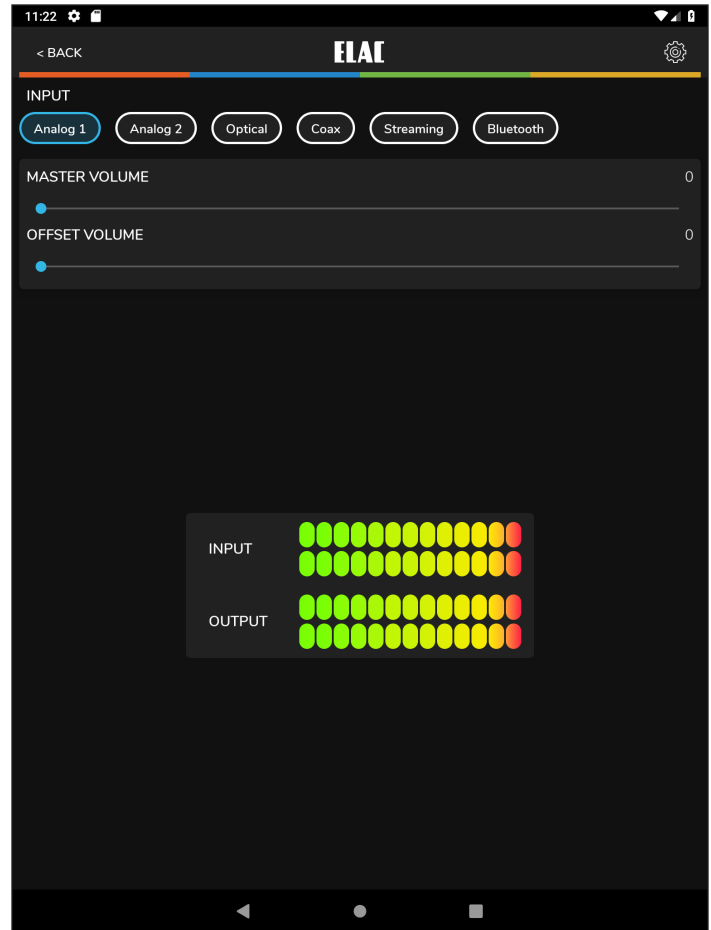 11:22
< BACK
ELAC
INPUT
Analog 1 Analog 2 Optical Coax Streaming Bluetooth
MASTER VOLUME 0
OFFSET VOLUME 0
INPUT
OUTPUT